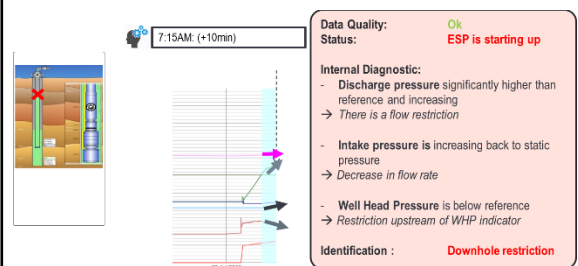 7:15AM: (+10min)
Data Quality: Ok
Status: ESP is starting up
Internal Diagnostic:
- Discharge pressure significantly higher than
reference and increasing
→ There is a flow restriction
- Intake pressure is increasing back to static
pressure
→ Decrease in flow rate
- Well Head Pressure is below reference
→ Restriction upstream of WHP indicator
Identification : Downhole restriction